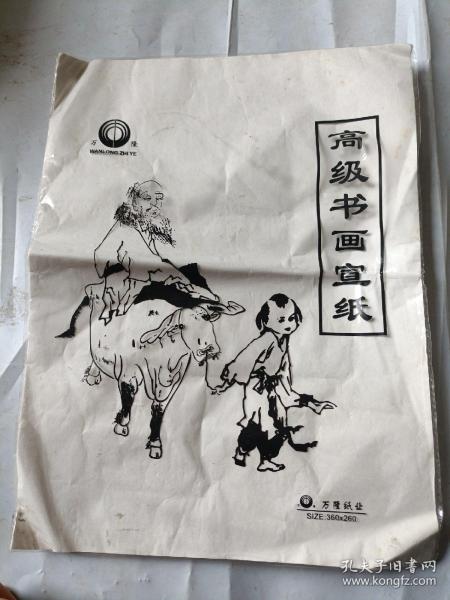 万 隆
WANLONG ZHI YE
高级书画宣纸
万隆纸业
SIZE:360x260
孔夫子旧书网
www.kongfz.com